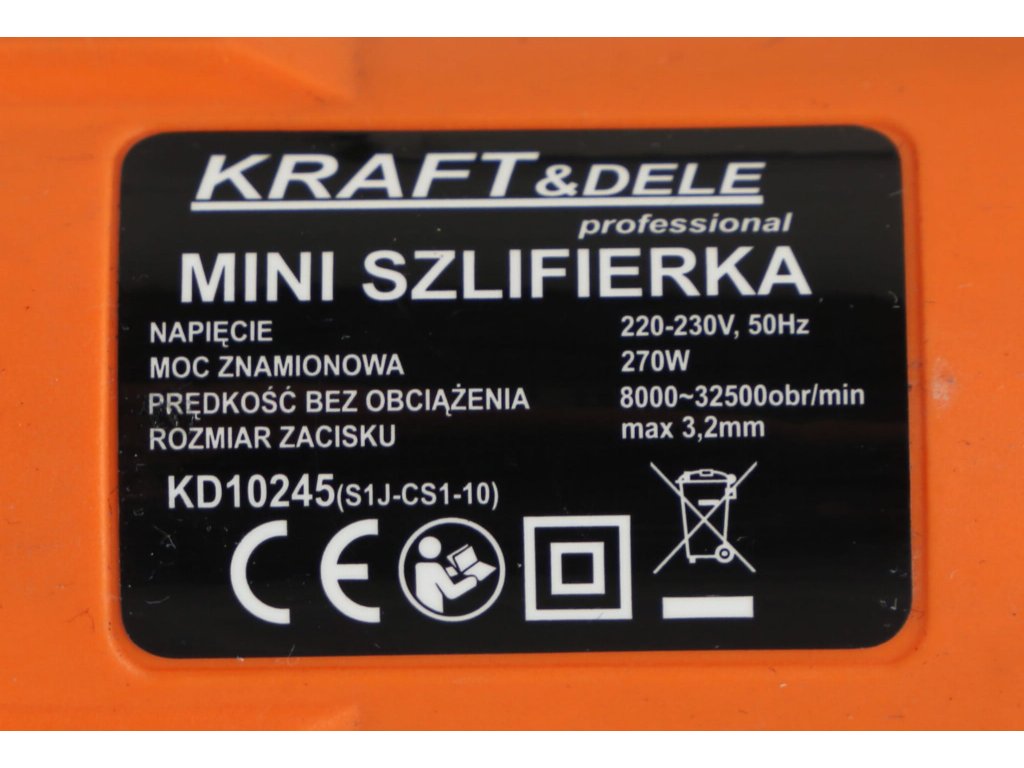 KRAFT&DELE
professional
MINI SZLIFIERKA
NAPIĘCIE 220-230V, 50Hz
MOC ZNAMIONOWA 270W
PRĘDKOŚĆ BEZ OBCIĄŻENIA 8000~32500obr/min
ROZMIAR ZACISKU max 3,2mm
KD10245(S1J-CS1-10)
CE